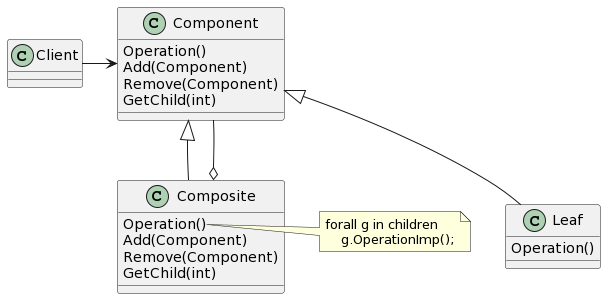 C Component
Operation()
Add(Component)
Remove(Component)
GetChild(int)
C Client
C Composite
Operation()
Add(Component)
Remove(Component)
GetChild(int)
forall g in children
g.OperationImp();
C Leaf
Operation()